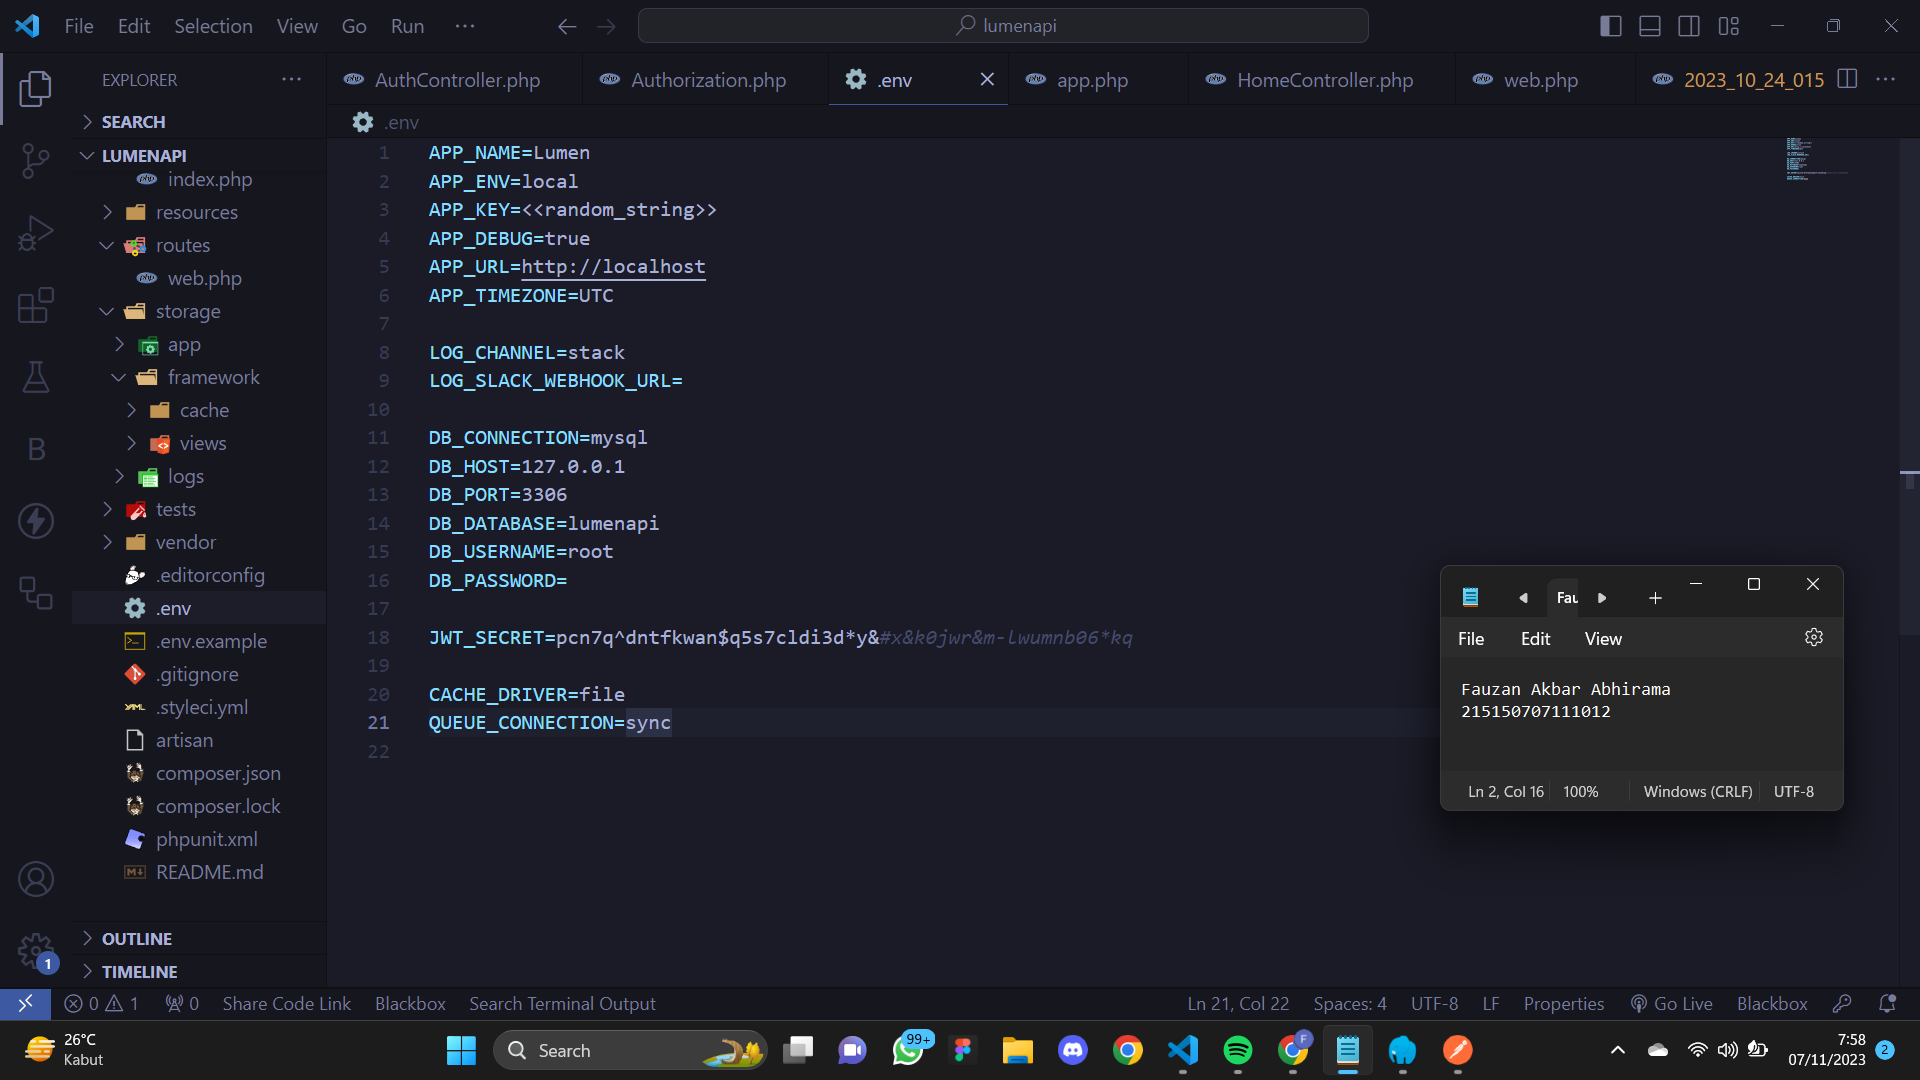 File Edit Selection View Go Run ···
lumenapi
EXPLORER
SEARCH
LUMENAPI
index.php
resources
routes
web.php
storage
app
framework
cache
views
logs
tests
vendor
.editorconfig
.env
.env.example
.gitignore
.styleci.yml
artisan
composer.json
composer.lock
phpunit.xml
README.md
OUTLINE
TIMELINE
AuthController.php Authorization.php .env app.php HomeController.php web.php 2023_10_24_015
.env
1 APP_NAME=Lumen
2 APP_ENV=local
3 APP_KEY=<<random_string>>
4 APP_DEBUG=true
5 APP_URL=http://localhost
6 APP_TIMEZONE=UTC
7
8 LOG_CHANNEL=stack
9 LOG_SLACK_WEBHOOK_URL=
10
11 DB_CONNECTION=mysql
12 DB_HOST=127.0.0.1
13 DB_PORT=3306
14 DB_DATABASE=lumenapi
15 DB_USERNAME=root
16 DB_PASSWORD=
17
18 JWT_SECRET=pcn7q^dntfkwan$q5s7cldi3d*y&#x&k0jwr&m-lwumnb06*kq
19
20 CACHE_DRIVER=file
21 QUEUE_CONNECTION=sync
22
Fau
File Edit View
Fauzan Akbar Abhirama
215150707111012
Ln 2, Col 16 100% Windows (CRLF) UTF-8
1
0 1 0 Share Code Link Blackbox Search Terminal Output Ln 21, Col 22 Spaces: 4 UTF-8 LF Properties Go Live Blackbox
26°C
Kabut
Search
99+
F
7:58
07/11/2023
2